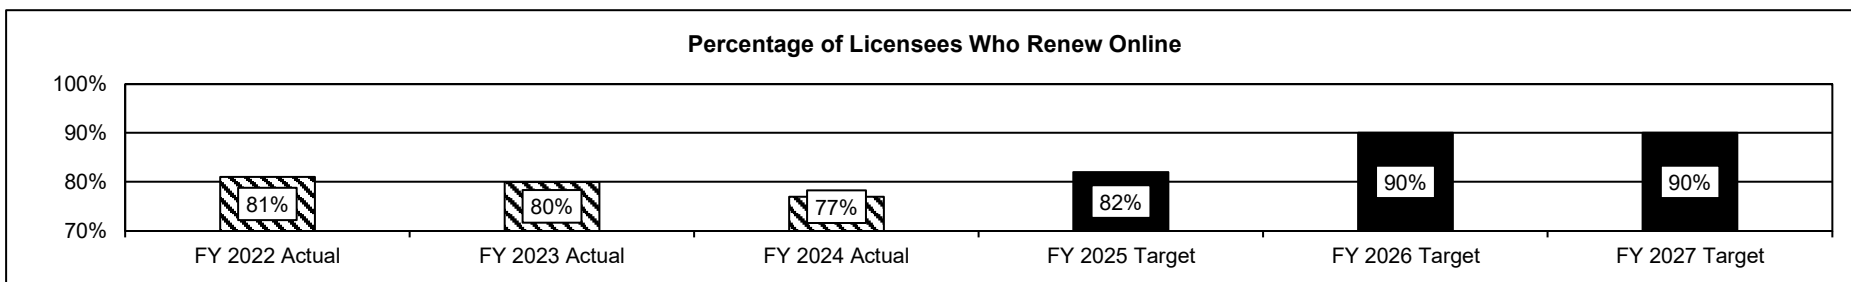 Percentage of Licensees Who Renew Online
100%
90%
80%
70%
81%
80%
77%
82%
90%
90%
FY 2022 Actual
FY 2023 Actual
FY 2024 Actual
FY 2025 Target
FY 2026 Target
FY 2027 Target